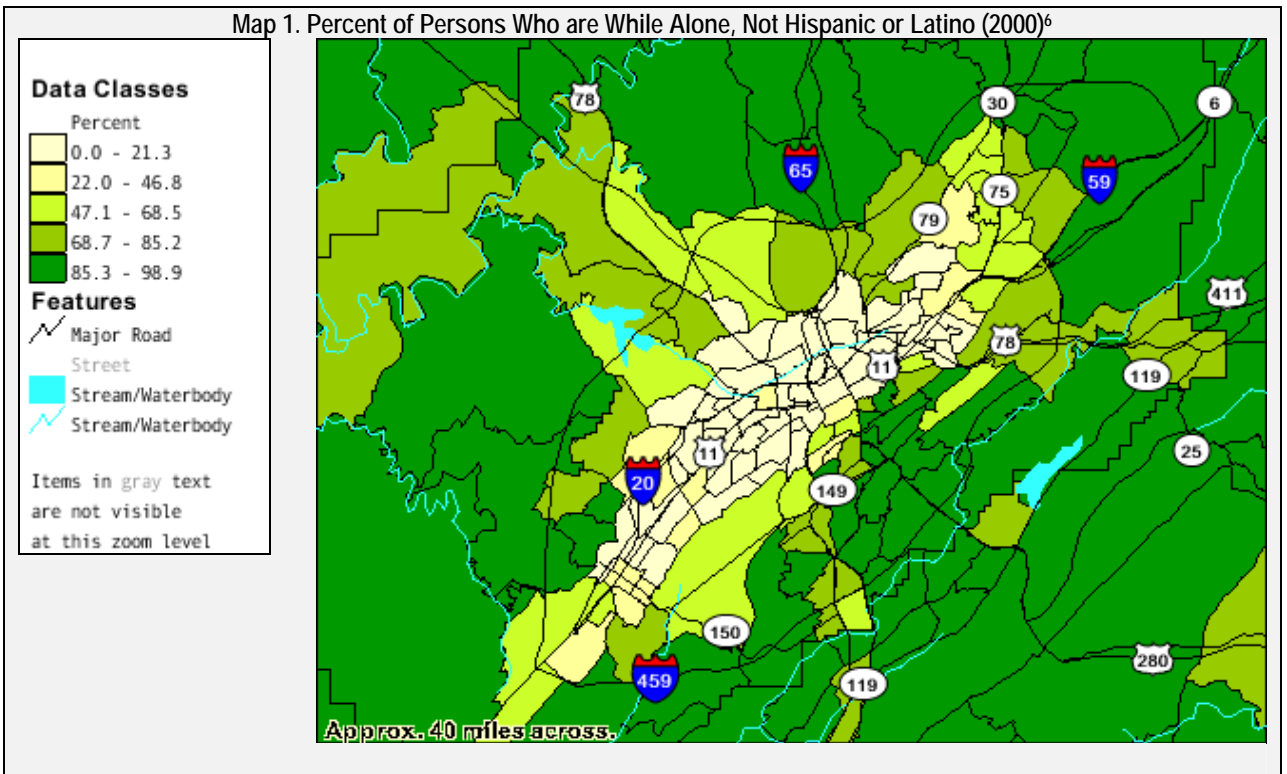 Map 1. Percent of Persons Who are While Alone, Not Hispanic or Latino (2000)⁶
Data Classes
Percent
0.0 - 21.3
22.0 - 46.8
47.1 - 68.5
68.7 - 85.2
85.3 - 98.9
Features
Major Road
Street
Stream/Waterbody
Stream/Waterbody
Items in gray text
are not visible
at this zoom level
78
30
6
65
59
75
79
411
78
11
119
11
25
20
149
150
280
459
119
Approx. 40 miles across.